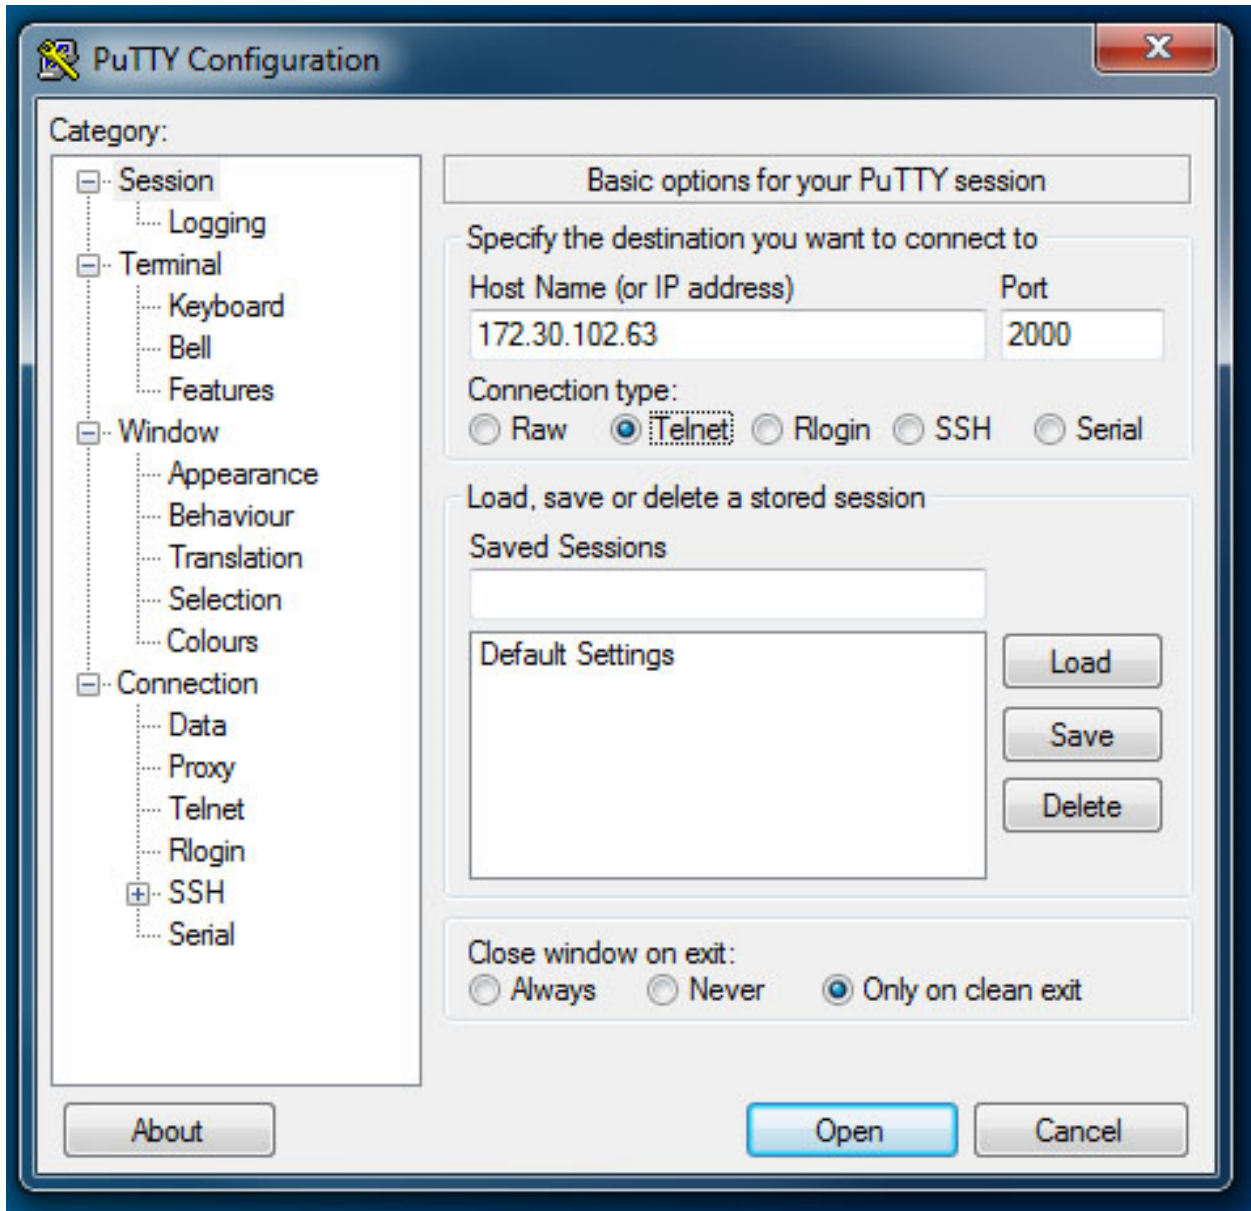 PuTTY Configuration
Category:
Session
Logging
Terminal
Keyboard
Bell
Features
Window
Appearance
Behaviour
Translation
Selection
Colours
Connection
Data
Proxy
Telnet
Rlogin
SSH
Serial
Basic options for your PuTTY session
Specify the destination you want to connect to
Host Name (or IP address) Port
172.30.102.63 2000
Connection type:
Raw Telnet Rlogin SSH Serial
Load, save or delete a stored session
Saved Sessions
Default Settings
Load
Save
Delete
Close window on exit:
Always Never Only on clean exit
About Open Cancel